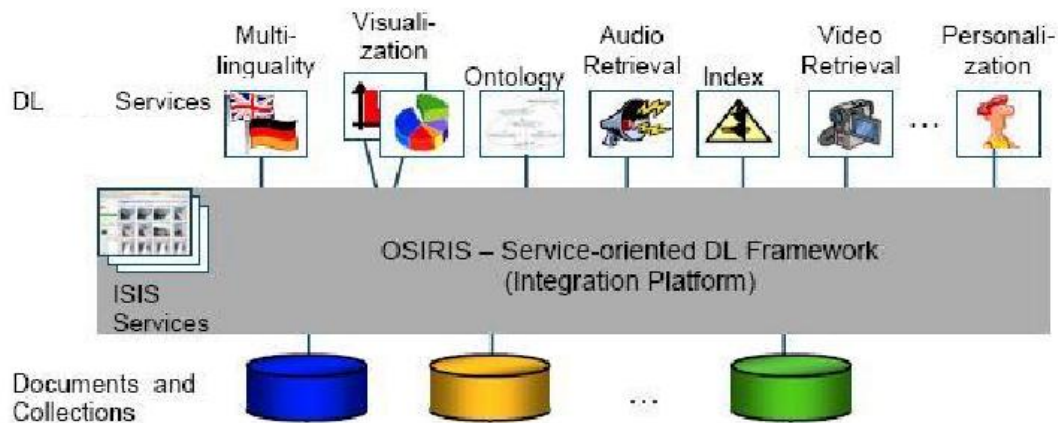 Multi-
linguality
Visuali-
zation
Ontology
Audio
Retrieval
Index
Video
Retrieval
...
Personali-
zation
DL Services
OSIRIS – Service-oriented DL Framework
(Integration Platform)
ISIS
Services
Documents and
Collections
...